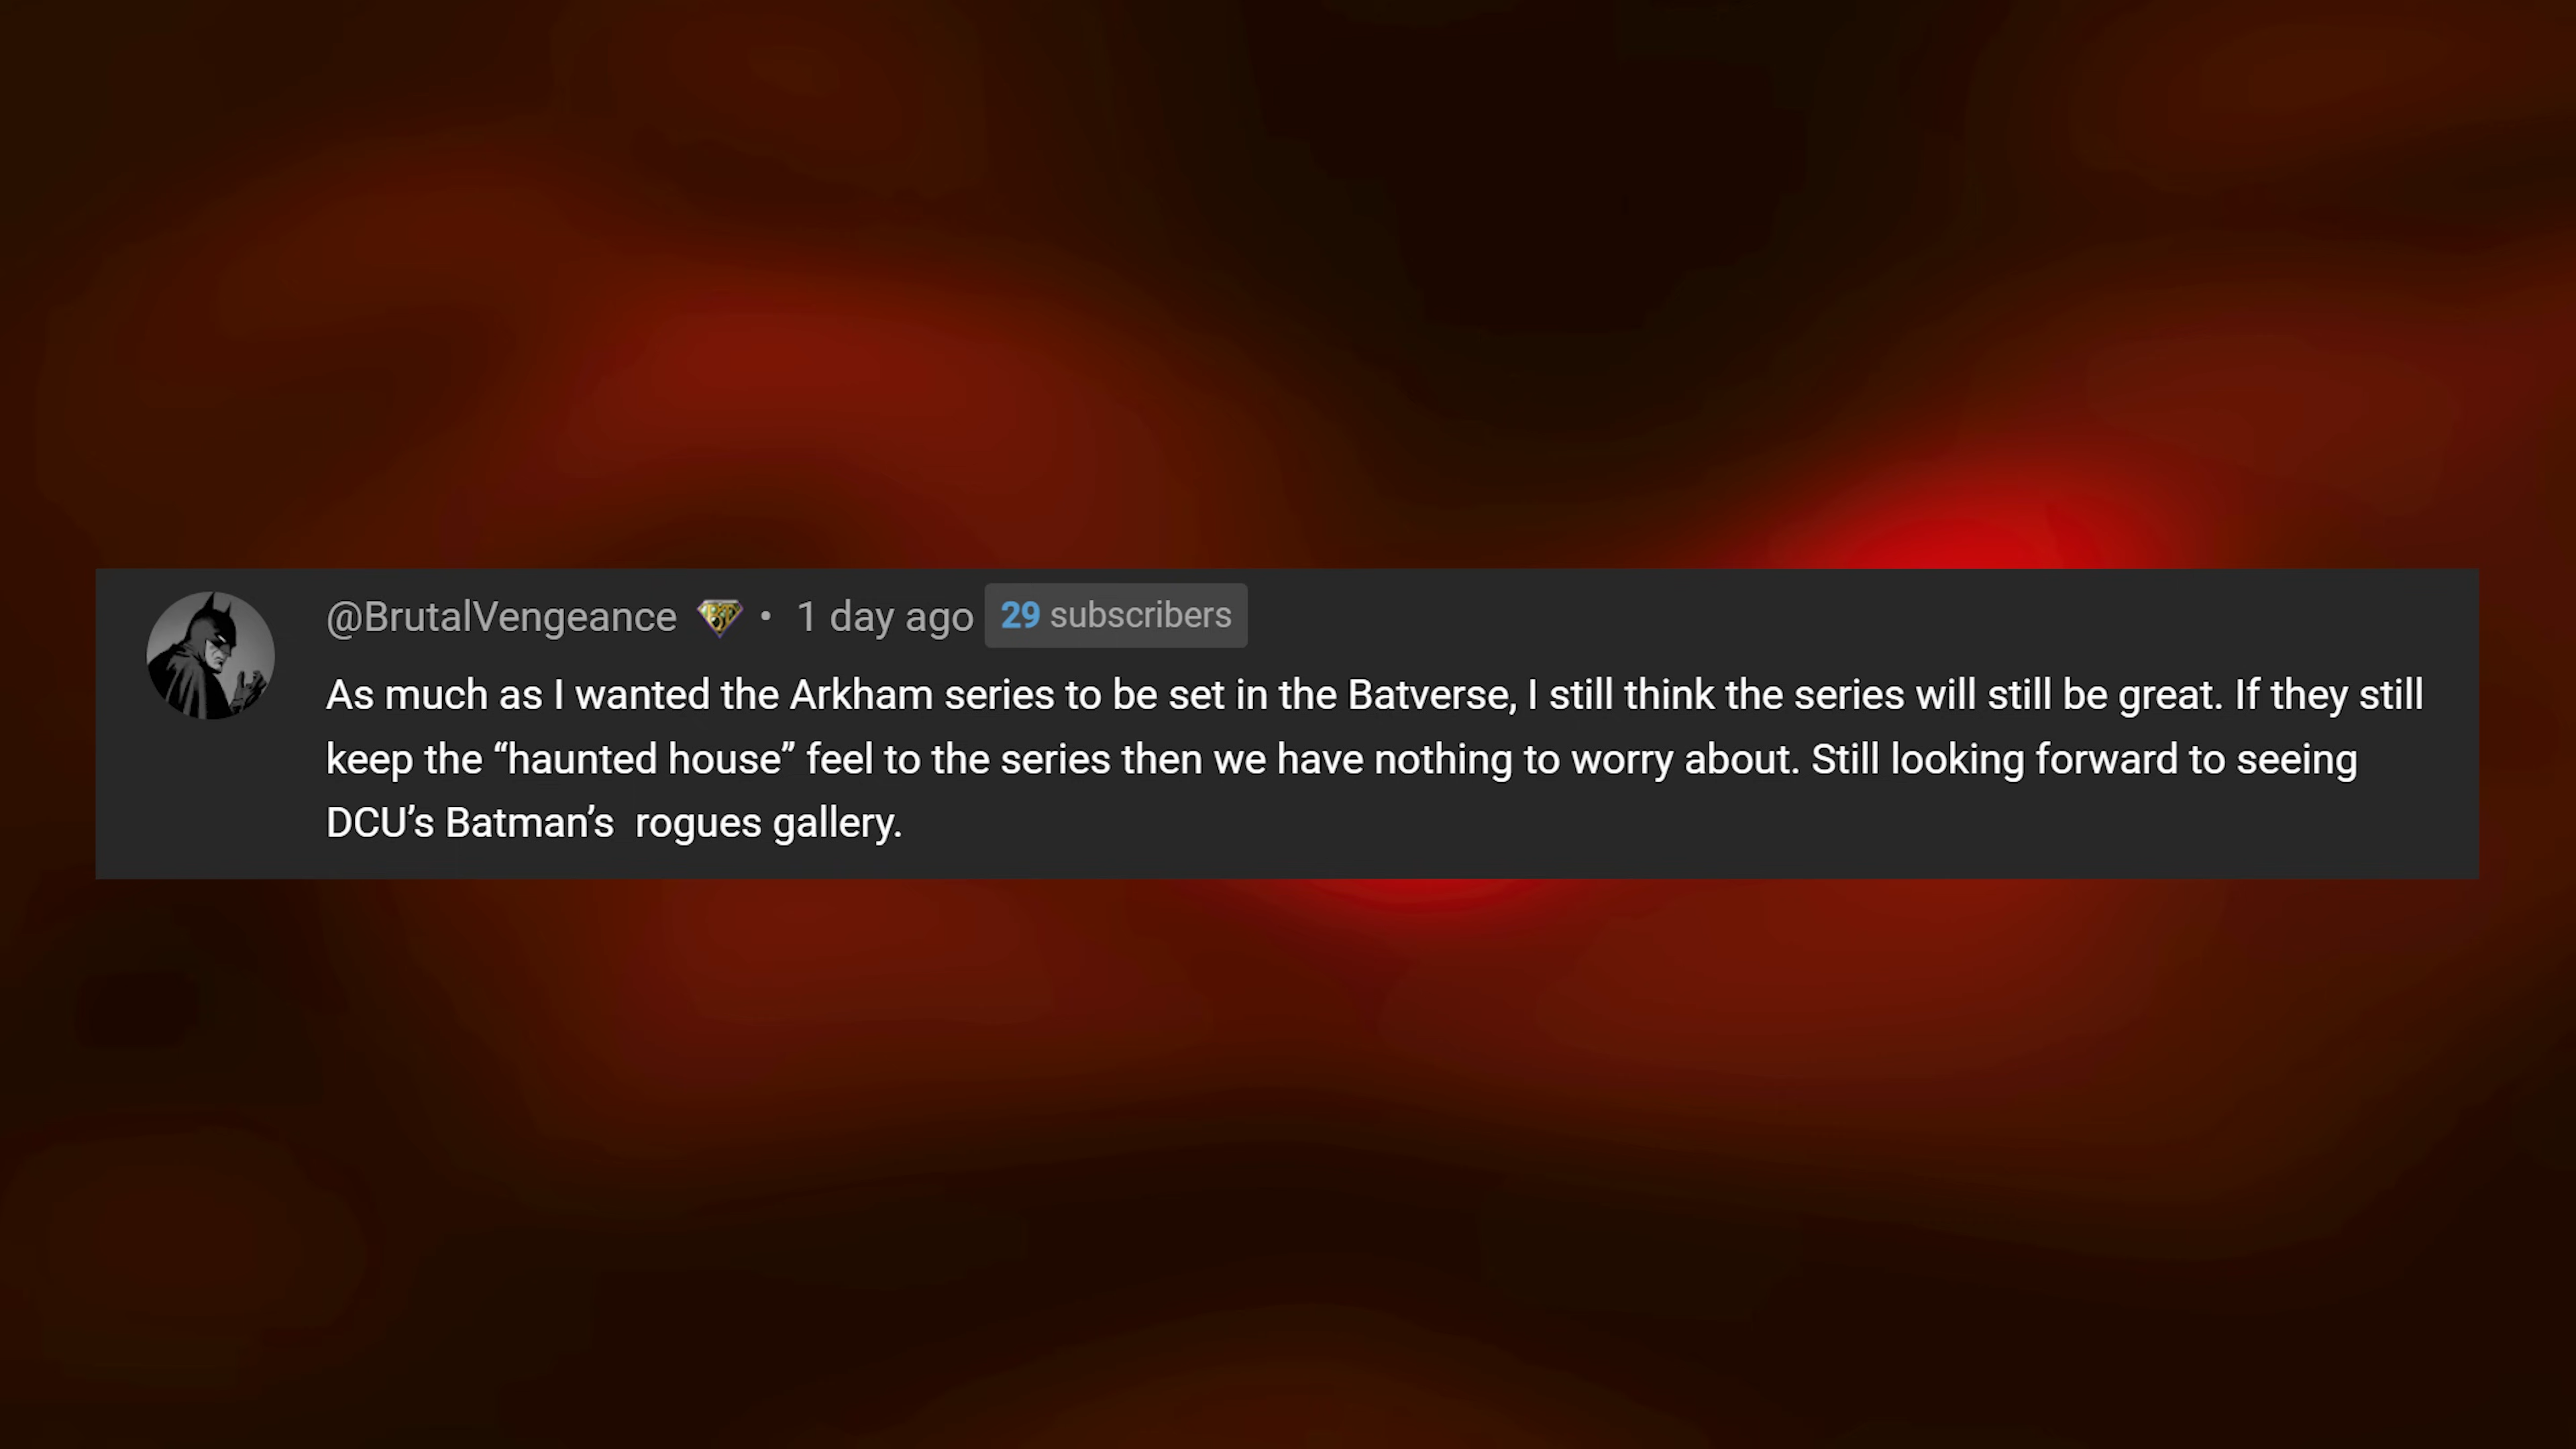 @BrutalVengeance • 1 day ago 29 subscribers
As much as I wanted the Arkham series to be set in the Batverse, I still think the series will still be great. If they still
keep the “haunted house” feel to the series then we have nothing to worry about. Still looking forward to seeing
DCU’s Batman’s  rogues gallery.